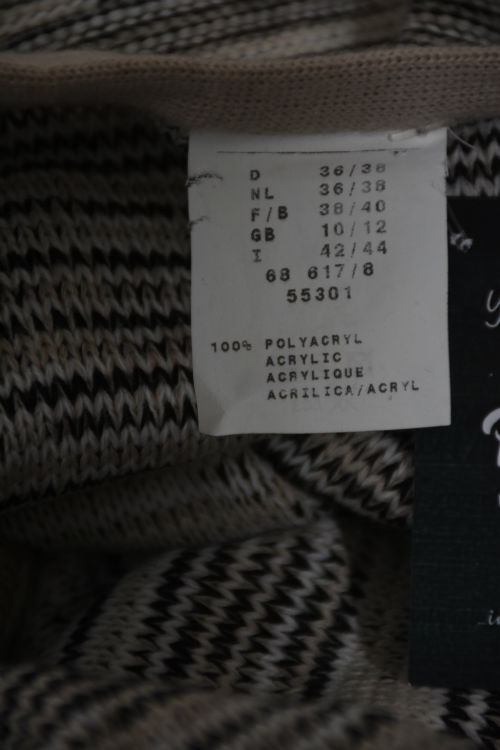 D 36/38
NL 36/38
F/B 38/40
GB 10/12
I 42/44
68 617/8
55301
100% POLYACRYL
ACRYLIC
ACRYLIQUE
ACRILICA/ACRYL